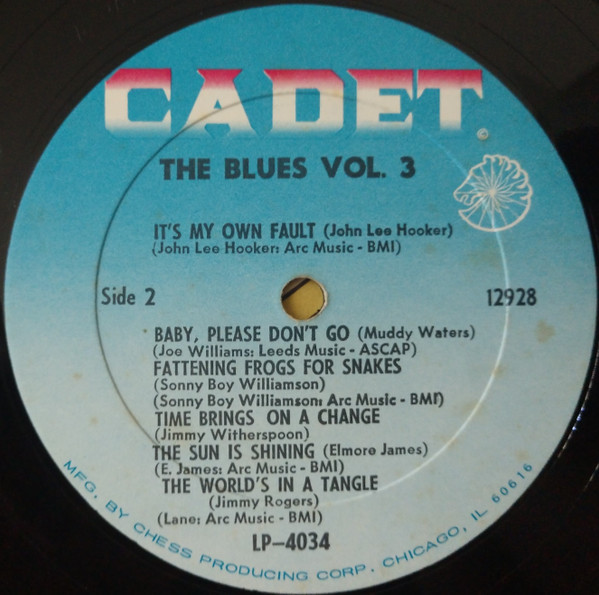 CADET
©
THE BLUES VOL. 3
IT'S MY OWN FAULT (John Lee Hooker)
(John Lee Hooker: Arc Music - BMI)
Side 2
12928
BABY, PLEASE DON'T GO (Muddy Waters)
(Joe Williams: Leeds Music - ASCAP)
FATTENING FROGS FOR SNAKES
(Sonny Boy Williamson)
(Sonny Boy Williamson: Arc Music - BMI)
TIME BRINGS ON A CHANGE
(Jimmy Witherspoon)
THE SUN IS SHINING (Elmore James)
(E. James: Arc Music - BMI)
THE WORLD'S IN A TANGLE
(Jimmy Rogers)
(Lane: Arc Music - BMI)
LP-4034
MFG. BY CHESS PRODUCING CORP. CHICAGO, IL 60616